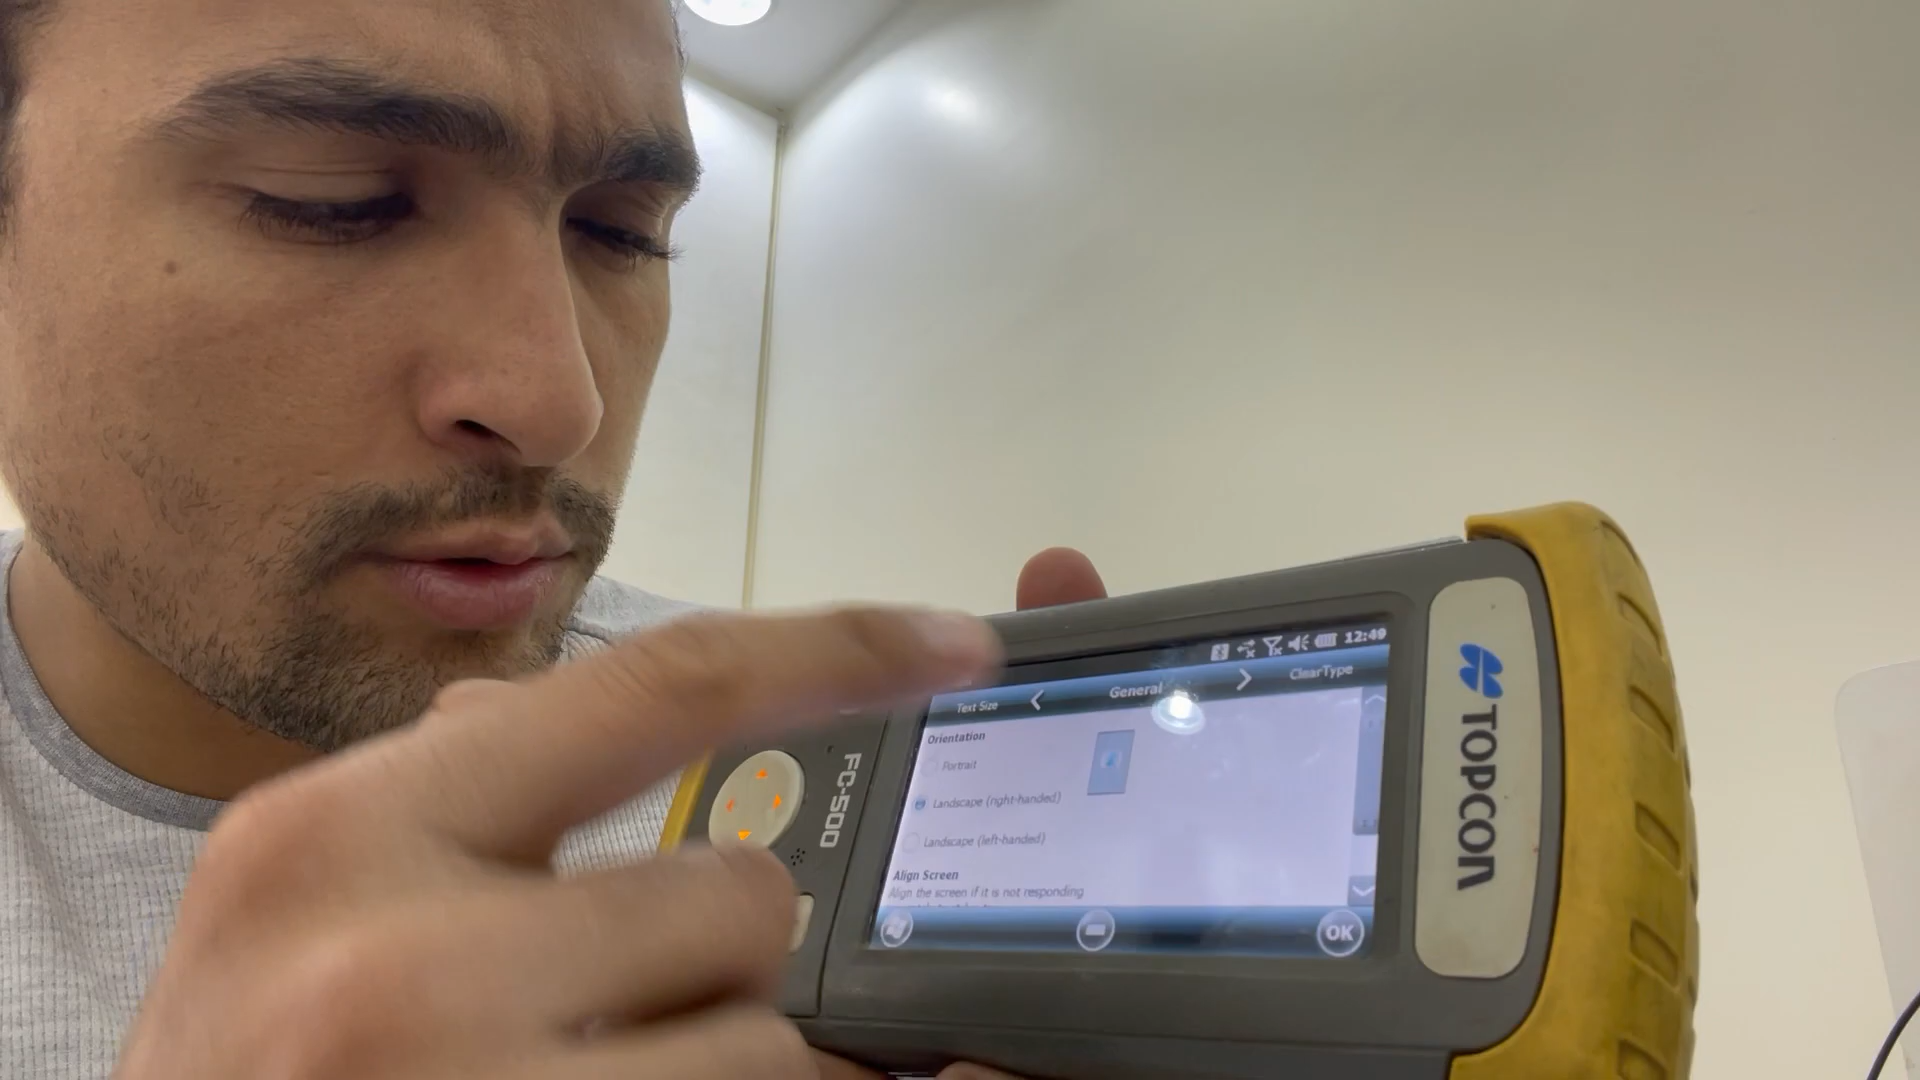 12:49
Text Size < General > ClearType
Orientation
Portrait
Landscape (right-handed)
Landscape (left-handed)
Align Screen
Align the screen if it is not responding
OK
FC-500
TOPCON